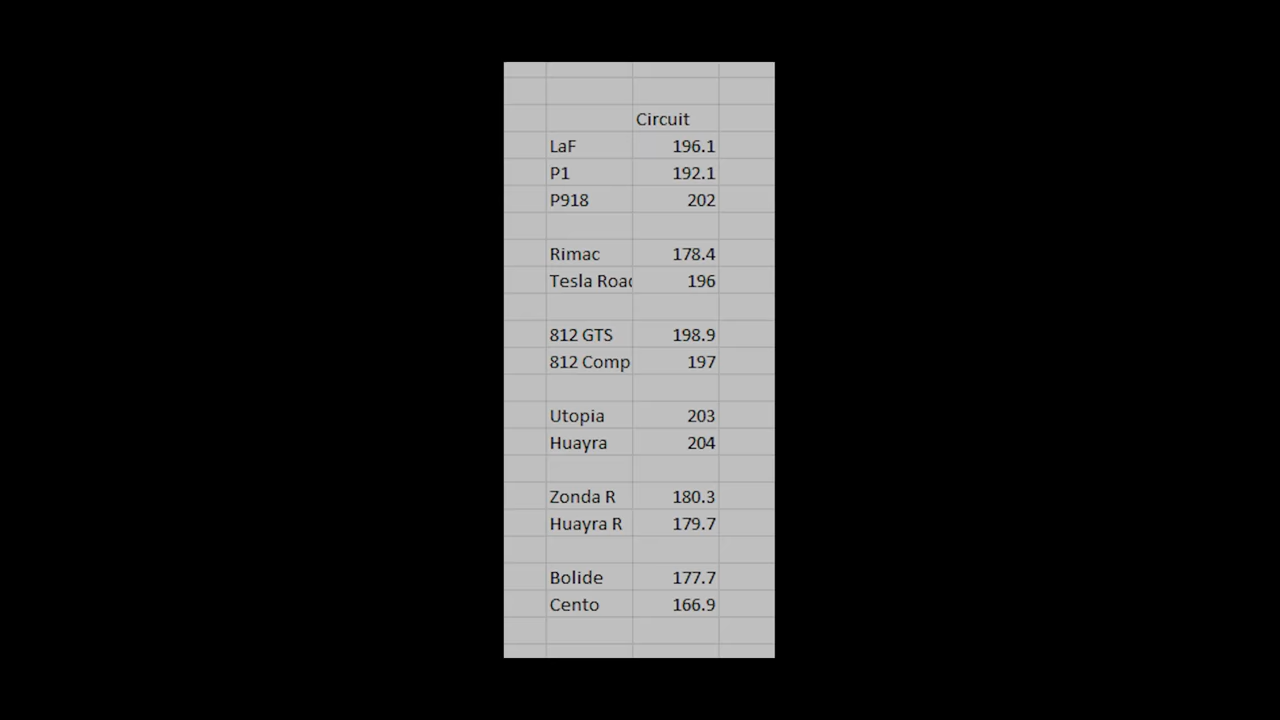 Circuit
LaF 196.1
P1 192.1
P918 202
Rimac 178.4
Tesla Road 196
812 GTS 198.9
812 Comp 197
Utopia 203
Huayra 204
Zonda R 180.3
Huayra R 179.7
Bolide 177.7
Cento 166.9